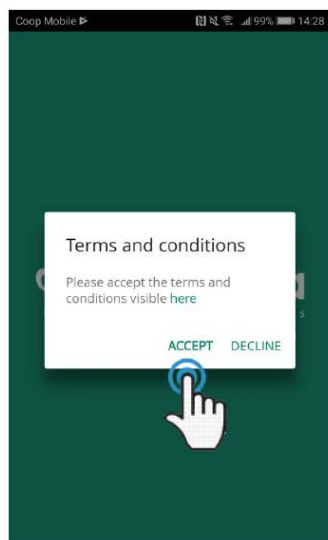 Coop Mobile 99% 14:28
Terms and conditions
Please accept the terms and
conditions visible here
ACCEPT DECLINE